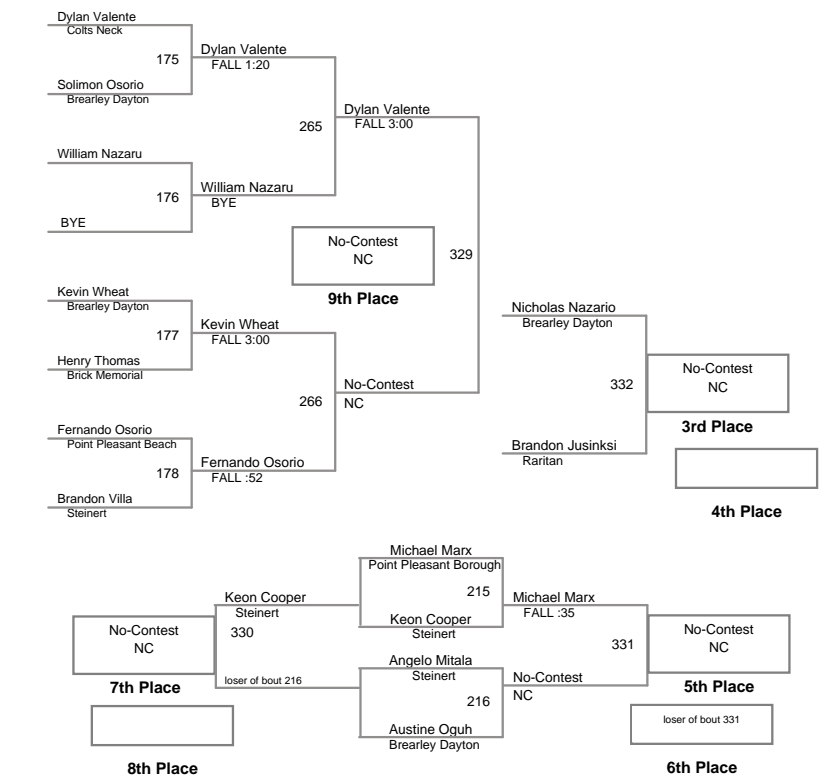 Dylan Valente
Colts Neck
175
Solimon Osorio
Brearley Dayton
Dylan Valente
FALL 1:20
William Nazaru
176
BYE
William Nazaru
BYE
265
Dylan Valente
FALL 3:00
No-Contest
NC
9th Place
329
Kevin Wheat
Brearley Dayton
177
Henry Thomas
Brick Memorial
Kevin Wheat
FALL 3:00
266
No-Contest
NC
Fernando Osorio
Point Pleasant Beach
178
Brandon Villa
Steinert
Fernando Osorio
FALL :52
Nicholas Nazario
Brearley Dayton
332
Brandon Jusinksi
Raritan
No-Contest
NC
3rd Place
4th Place
Michael Marx
Point Pleasant Borough
215
Keon Cooper
Steinert
Michael Marx
FALL :35
Keon Cooper
Steinert
330
loser of bout 216
No-Contest
NC
7th Place
8th Place
Angelo Mitala
Steinert
216
Austine Oguh
Brearley Dayton
No-Contest
NC
331
No-Contest
NC
5th Place
loser of bout 331
6th Place